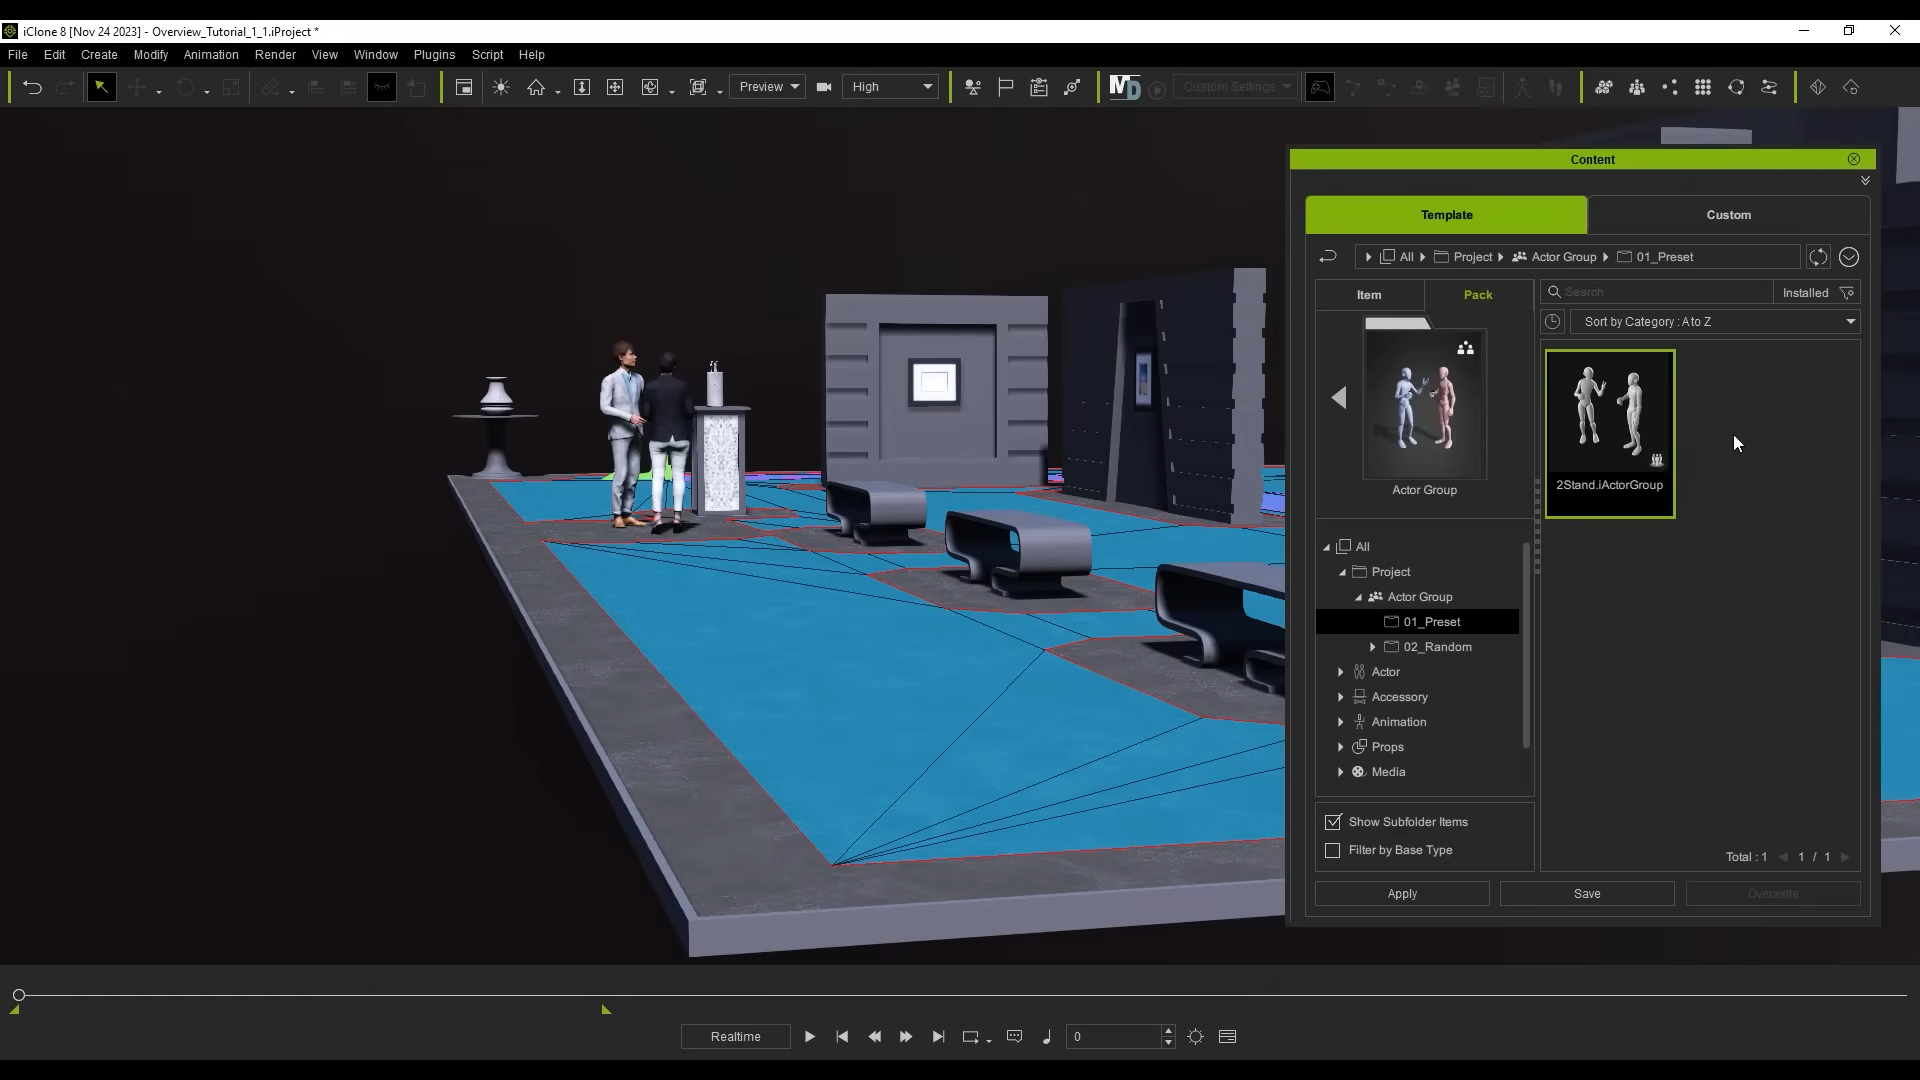 iClone 8 [Nov 24 2023] - Overview_Tutorial_1_1.iProject *
File Edit Create Modify Animation Render View Window Plugins Script Help
Preview High MD Custom Settings
Content
Template Custom
All Project Actor Group 01_Preset
Item Pack Search Installed
Sort by Category : A to Z
Actor Group
2Stand.iActorGroup
All
Project
Actor Group
01_Preset
02_Random
Actor
Accessory
Animation
Props
Media
Show Subfolder Items
Filter by Base Type
Total : 1 1 / 1
Apply Save Overwrite
Realtime 0